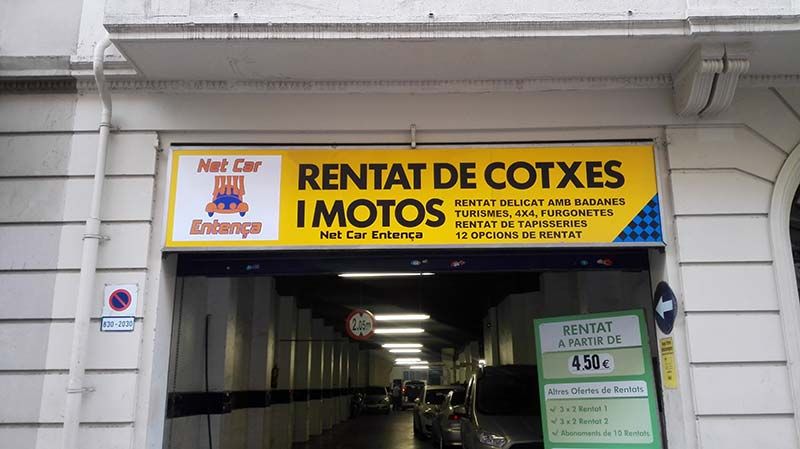 Net Car
Entença
RENTAT DE COTXES
I MOTOS
Net Car Entença
RENTAT DELICAT AMB BADANES
TURISMES, 4X4, FURGONETES
RENTAT DE TAPISSERIES
12 OPCIONS DE RENTAT
830-2030
2.05m
RENTAT
A PARTIR DE
4,50€
Altres Ofertes de Rentats
3 x 2 Rentat 1
3 x 2 Rentat 2
Abonaments de 10 Rentats